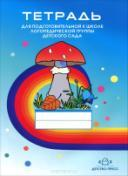 ТЕТРАДЬ
ДЛЯ ПОДГОТОВИТЕЛЬНОЙ К ШКОЛЕ
ЛОГОПЕДИЧЕСКОЙ ГРУППЫ
ДЕТСКОГО САДА
ДЕТСТВО-ПРЕСС